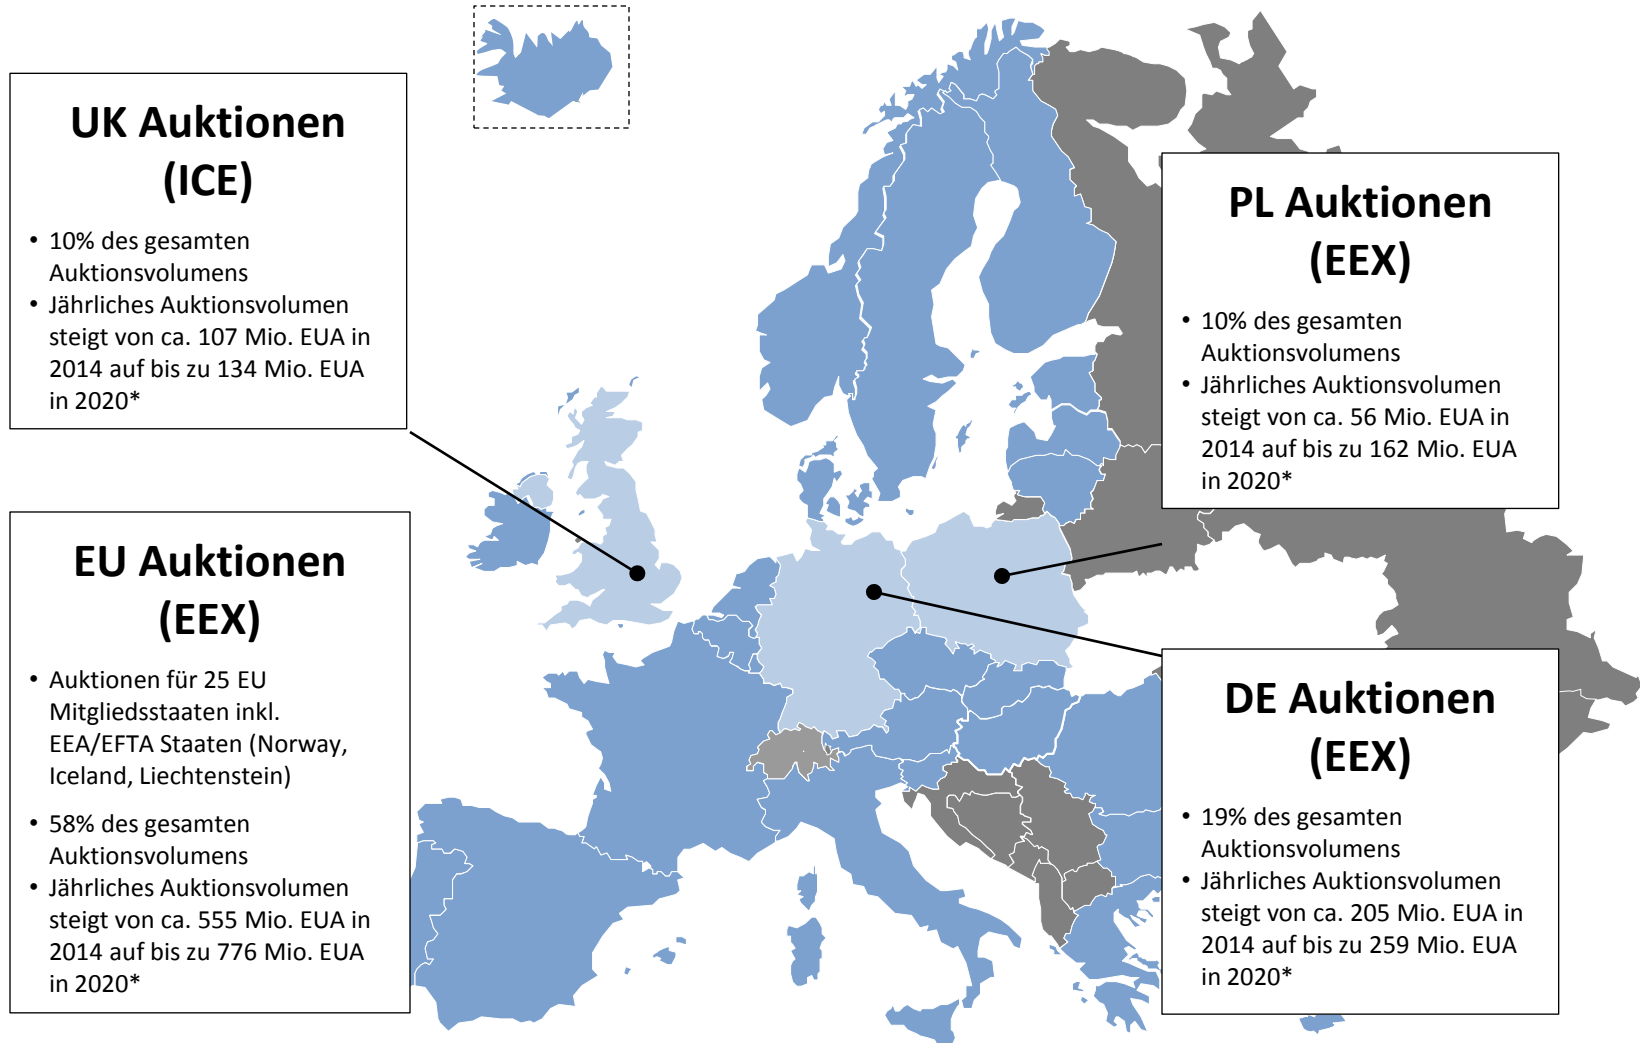 UK Auktionen
(ICE)
• 10% des gesamten
Auktionsvolumens
• Jährliches Auktionsvolumen
steigt von ca. 107 Mio. EUA in
2014 auf bis zu 134 Mio. EUA
in 2020*
EU Auktionen
(EEX)
• Auktionen für 25 EU
Mitgliedsstaaten inkl.
EEA/EFTA Staaten (Norway,
Iceland, Liechtenstein)
• 58% des gesamten
Auktionsvolumens
• Jährliches Auktionsvolumen
steigt von ca. 555 Mio. EUA in
2014 auf bis zu 776 Mio. EUA
in 2020*
PL Auktionen
(EEX)
• 10% des gesamten
Auktionsvolumens
• Jährliches Auktionsvolumen
steigt von ca. 56 Mio. EUA in
2014 auf bis zu 162 Mio. EUA
in 2020*
DE Auktionen
(EEX)
• 19% des gesamten
Auktionsvolumens
• Jährliches Auktionsvolumen
steigt von ca. 205 Mio. EUA in
2014 auf bis zu 259 Mio. EUA
in 2020*